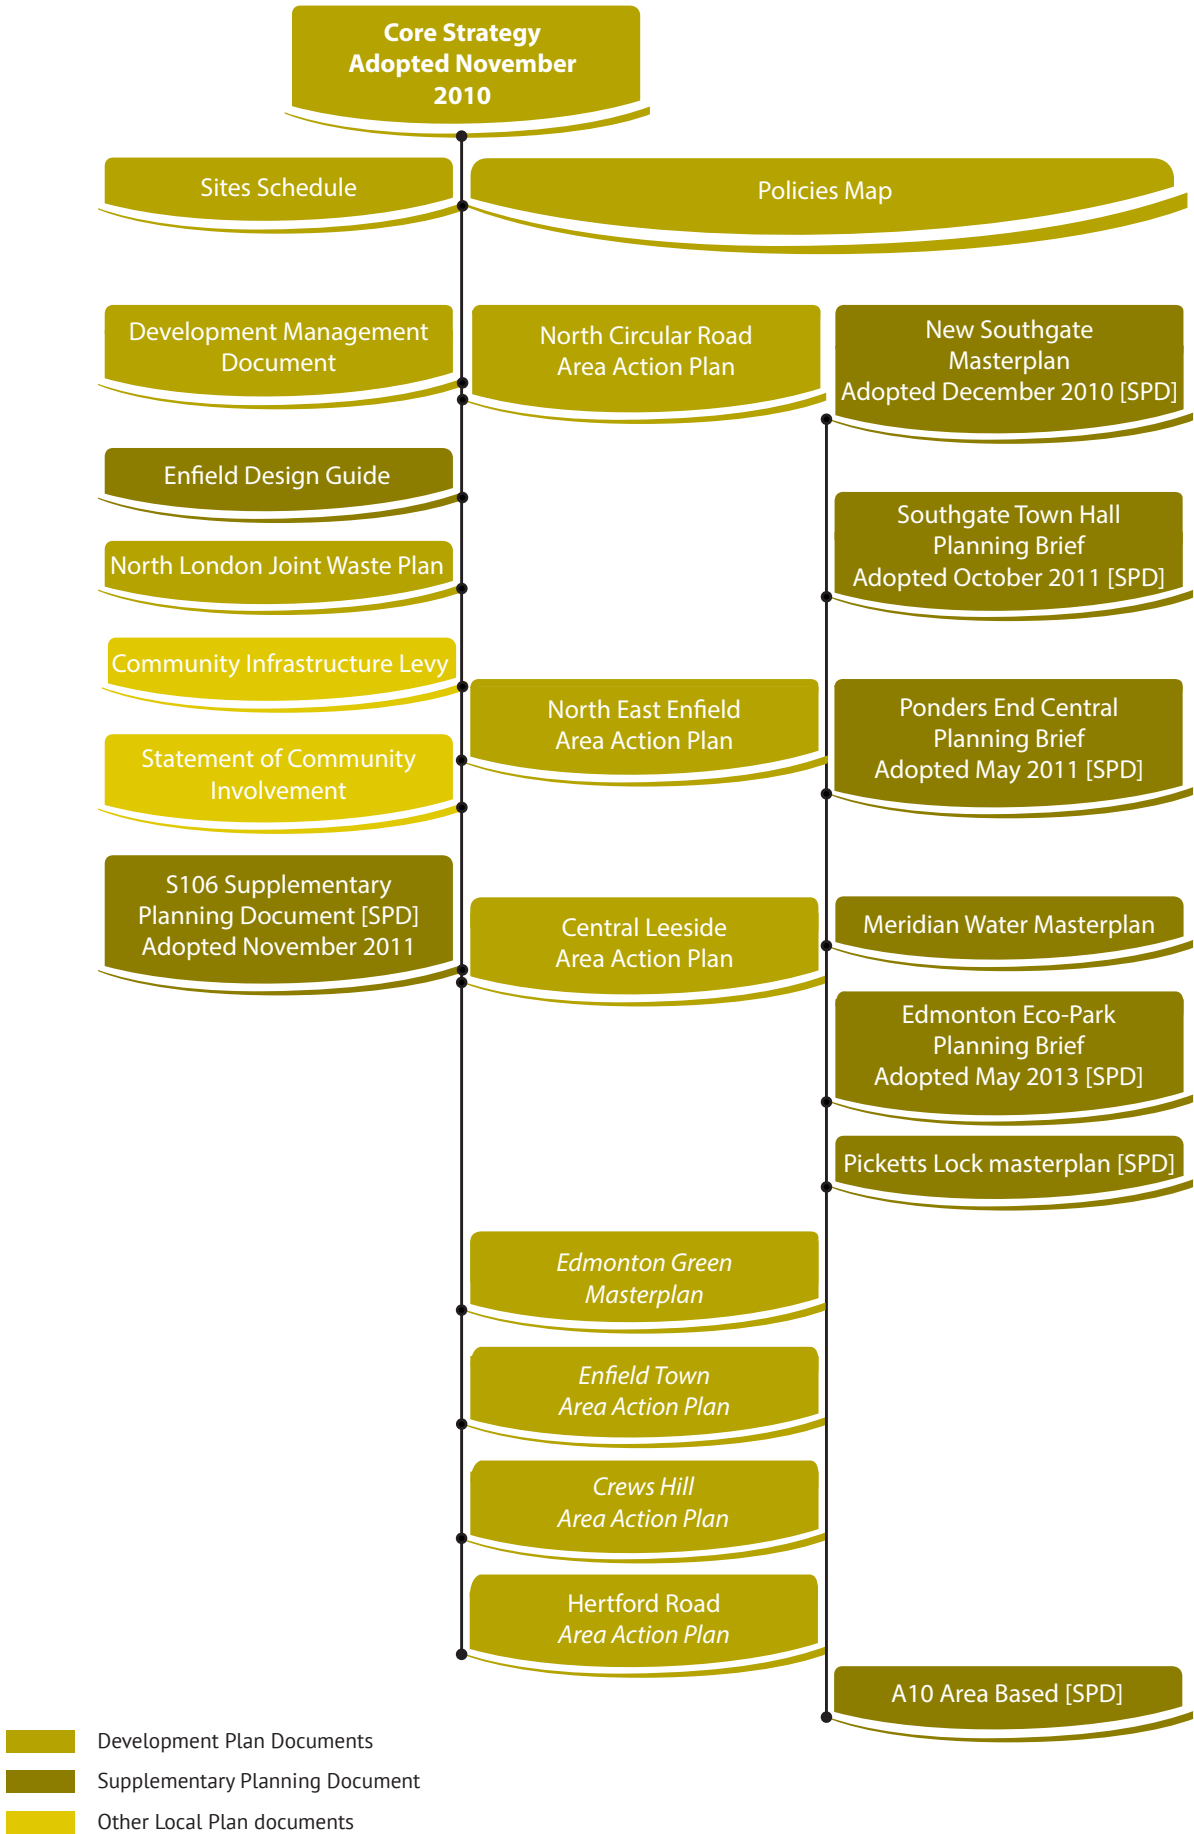 Core Strategy
Adopted November
2010
Sites Schedule
Policies Map
Development Management
Document
North Circular Road
Area Action Plan
New Southgate
Masterplan
Adopted December 2010 [SPD]
Enfield Design Guide
Southgate Town Hall
Planning Brief
Adopted October 2011 [SPD]
North London Joint Waste Plan
Community Infrastructure Levy
North East Enfield
Area Action Plan
Ponders End Central
Planning Brief
Adopted May 2011 [SPD]
Statement of Community
Involvement
S106 Supplementary
Planning Document [SPD]
Adopted November 2011
Central Leeside
Area Action Plan
Meridian Water Masterplan
Edmonton Eco-Park
Planning Brief
Adopted May 2013 [SPD]
Picketts Lock masterplan [SPD]
Edmonton Green
Masterplan
Enfield Town
Area Action Plan
Crews Hill
Area Action Plan
Hertford Road
Area Action Plan
A10 Area Based [SPD]
Development Plan Documents
Supplementary Planning Document
Other Local Plan documents